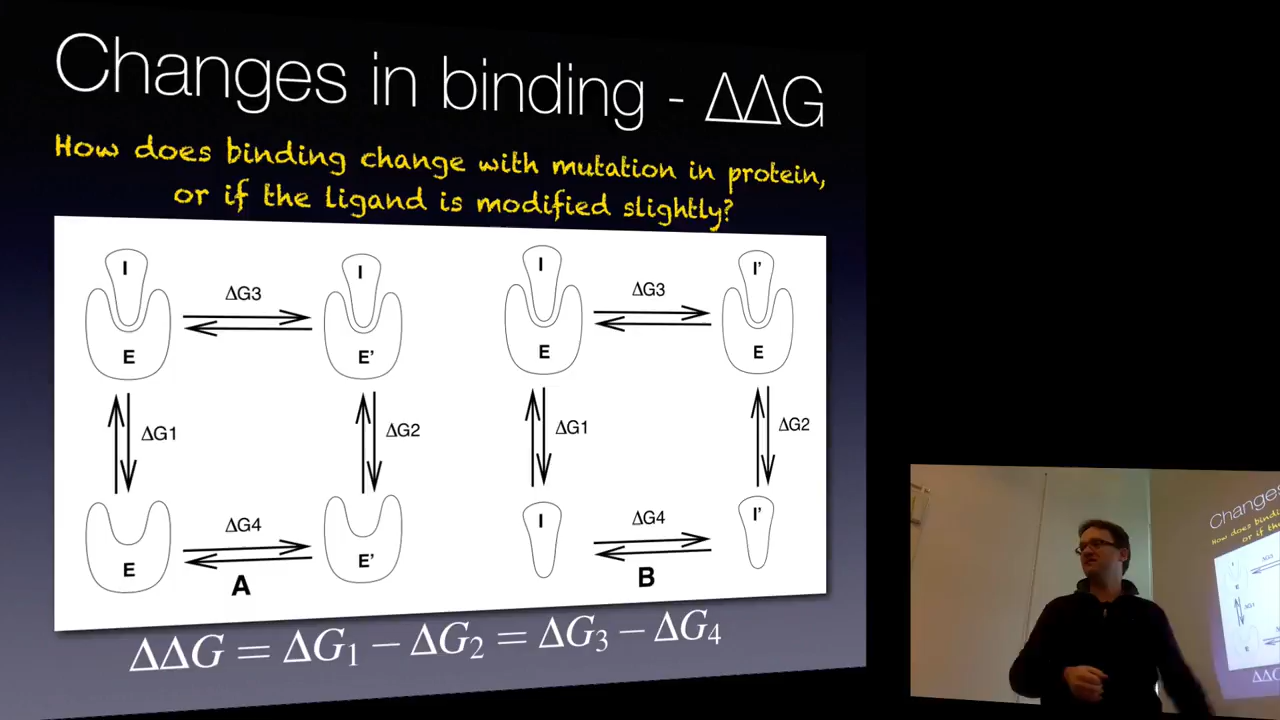 Changes in binding - ΔΔG
How does binding change with mutation in protein,
or if the ligand is modified slightly?
I
ΔG3
I
I
ΔG3
I'
E
E'
E
E
ΔG1
ΔG2
ΔG1
ΔG2
E
ΔG4
E'
A
I
ΔG4
I'
B
ΔΔG = ΔG1 − ΔG2 = ΔG3 − ΔG4
Changes